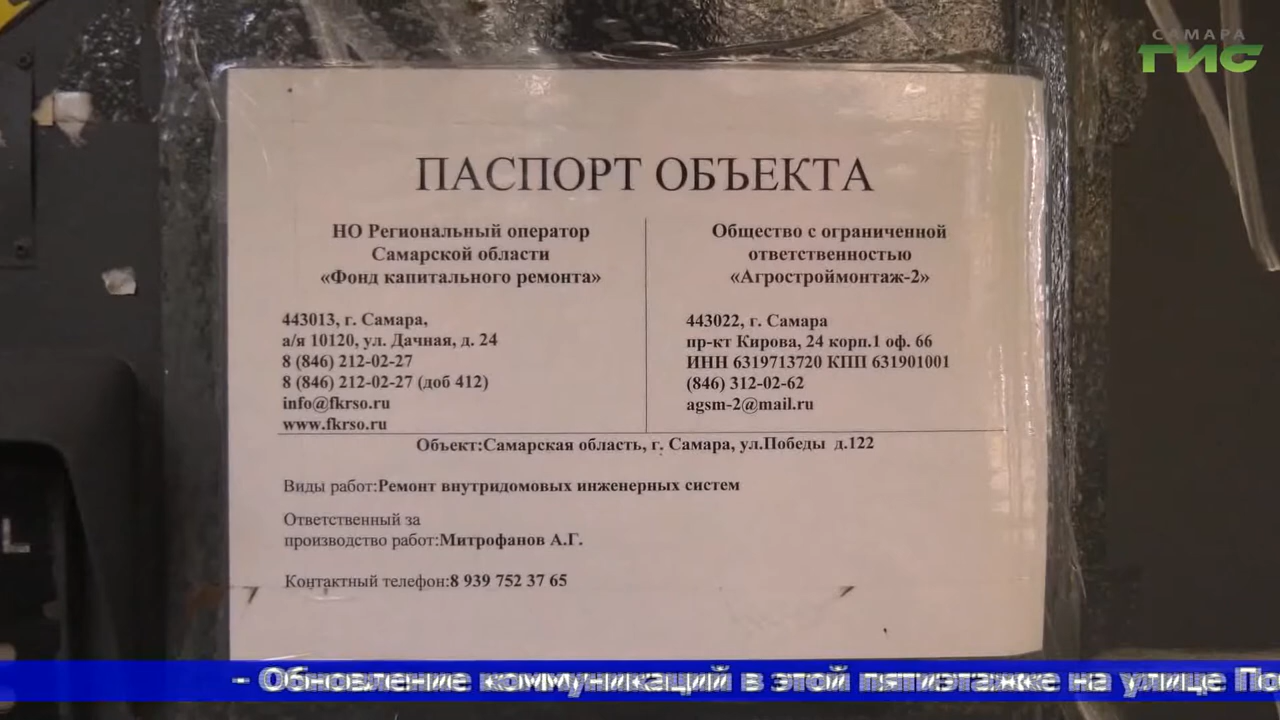 САМАРА
ГИС
ПАСПОРТ ОБЪЕКТА
НО Региональный оператор
Самарской области
«Фонд капитального ремонта»
443013, г. Самара,
а/я 10120, ул. Дачная, д. 24
8 (846) 212-02-27
8 (846) 212-02-27 (доб 412)
info@fkrso.ru
www.fkrso.ru
Общество с ограниченной
ответственностью
«Агростроймонтаж-2»
443022, г. Самара
пр-кт Кирова, 24 корп.1 оф. 66
ИНН 6319713720 КПП 631901001
(846) 312-02-62
agsm-2@mail.ru
Объект:Самарская область, г. Самара, ул.Победы д.122
Виды работ:Ремонт внутридомовых инженерных систем
Ответственный за
производство работ:Митрофанов А.Г.
Контактный телефон:8 939 752 37 65
- Обновление коммуникаций в этой пятиэтажке на улице По